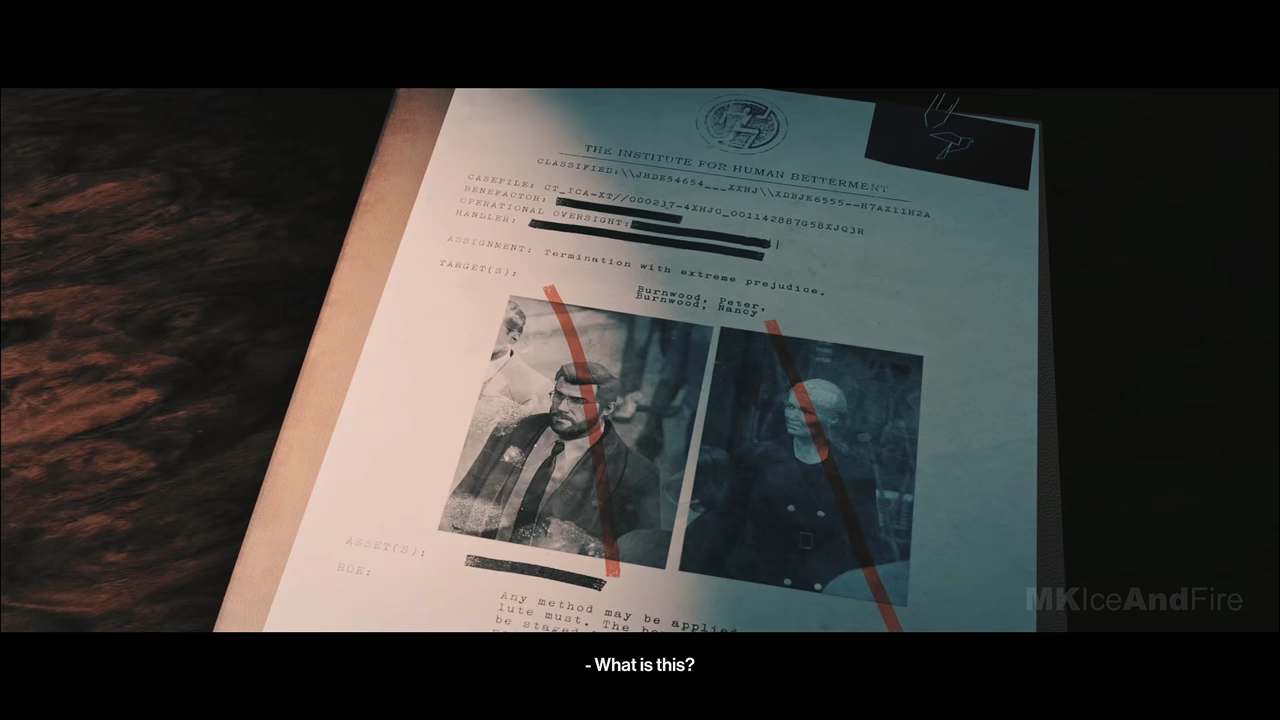 THE INSTITUTE FOR HUMAN BETTERMENT
CLASSIFIED:\\JHDE54654___XXHJ\\XDBJE6555--H7AX11H2A
CASEFILE: CT_ICA-XT//000237-4XHJO_001142887G5BXJQ3R
BENEFACTOR:
OPERATIONAL OVERSIGHT:
HANDLER:
ASSIGNMENT: Termination with extreme prejudice.
TARGET(S):
Burnwood, Peter,
Burnwood, Nancy
ASSET(S):
ROE:
Any method may be applied
lute must. The
be staged
MKIceAndFire
- What is this?